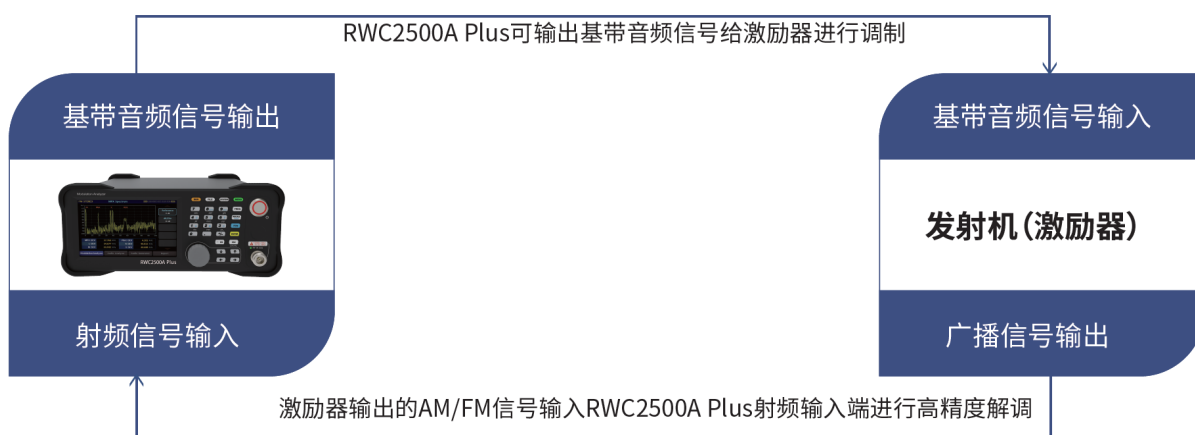 RWC2500A Plus可输出基带音频信号给激励器进行调制
基带音频信号输出
基带音频信号输入
RWC2500A Plus
发射机(激励器)
射频信号输入
广播信号输出
激励器输出的AM/FM信号输入RWC2500A Plus射频输入端进行高精度解调